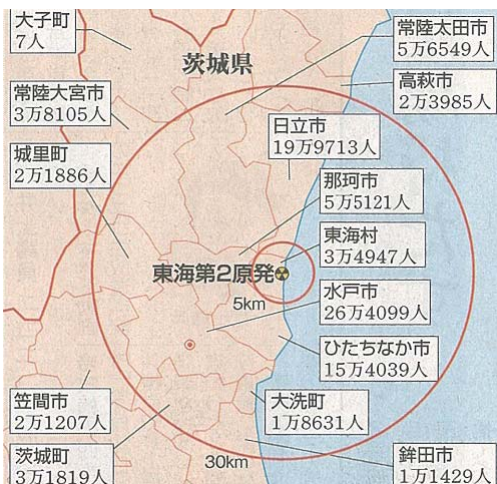 大子町
7人
常陸太田市
5万6549人
茨城県
高萩市
2万3985人
常陸大宮市
3万8105人
日立市
19万9713人
城里町
2万1886人
那珂市
5万5121人
東海村
3万4947人
東海第2原発
5km
水戸市
26万4099人
ひたちなか市
15万4039人
笠間市
2万1207人
大洗町
1万8631人
茨城町
3万1819人
30km
鉾田市
1万1429人